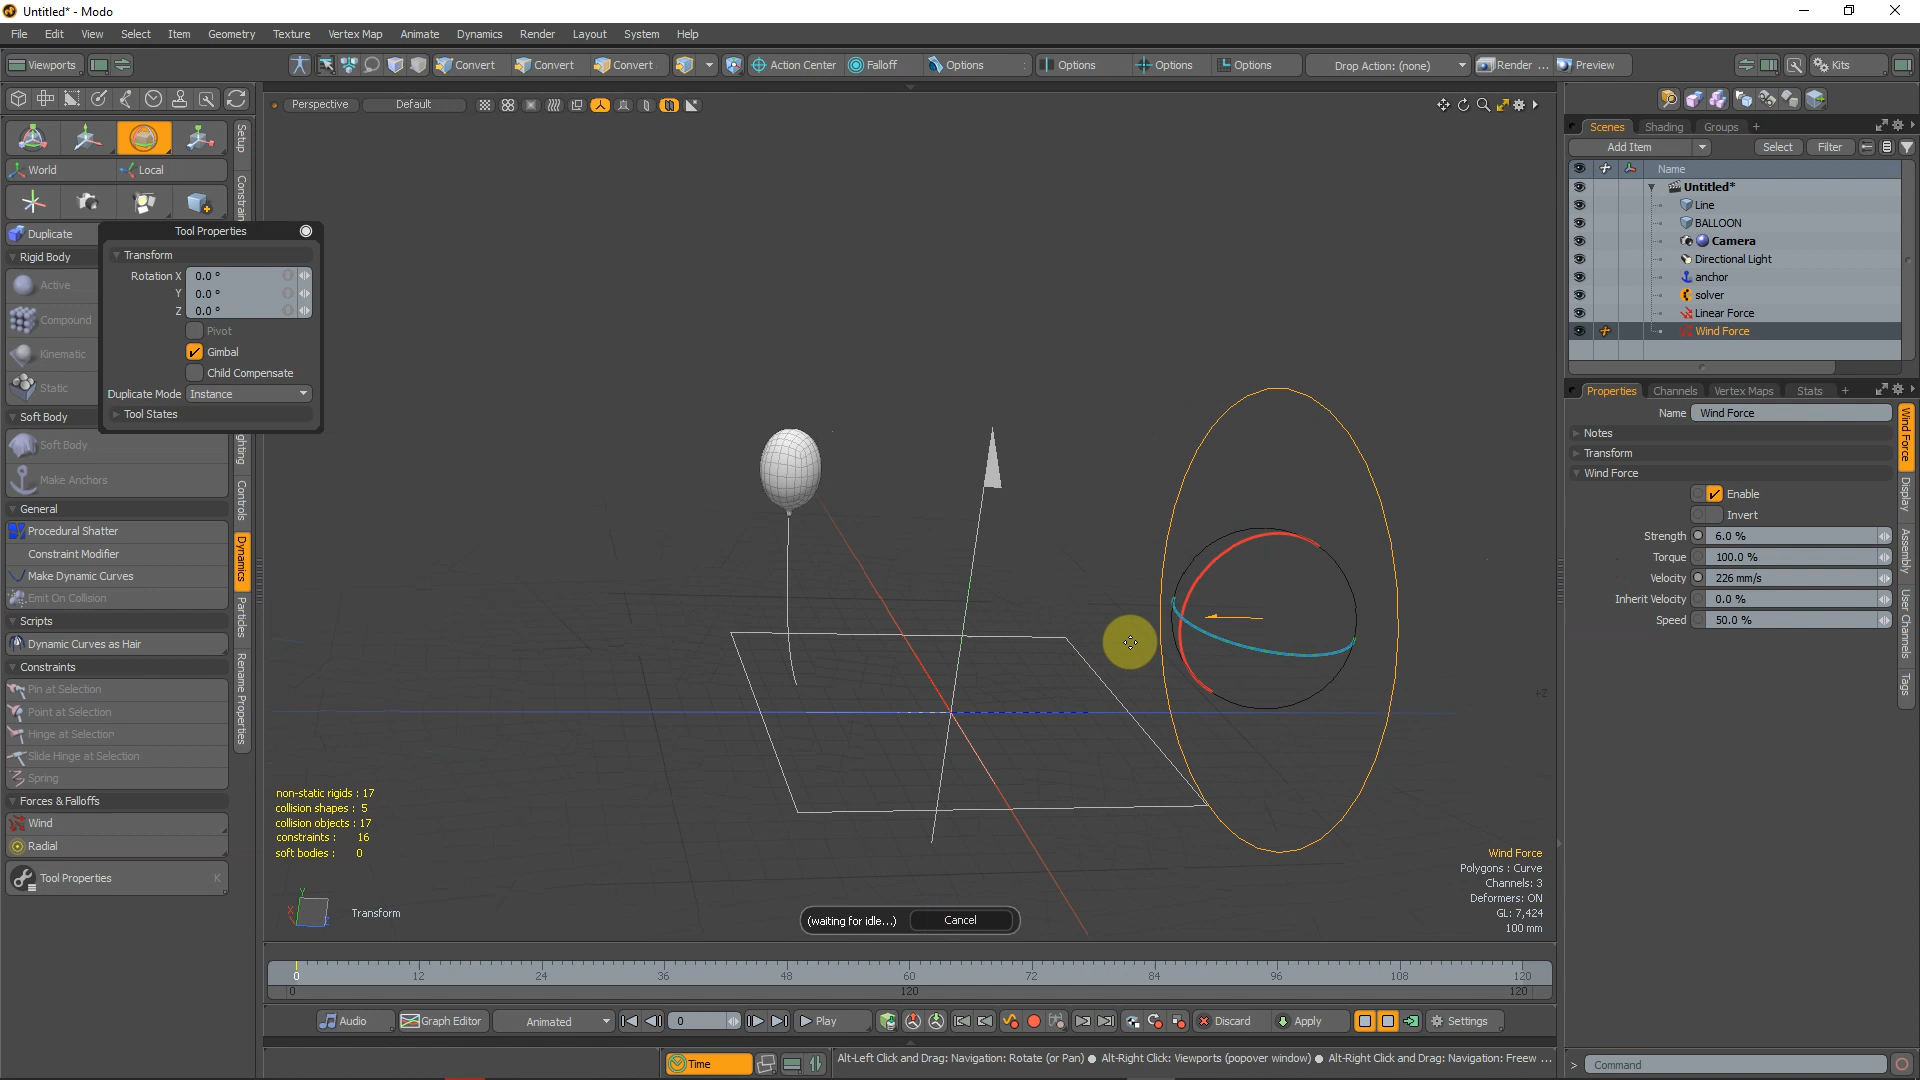 Untitled* - Modo
File Edit View Select Item Geometry Texture Vertex Map Animate Dynamics Render Layout System Help
Viewports Convert Convert Convert Action Center Falloff Options Options Options Options Drop Action: (none) Render ... Preview Kits
Perspective Default
World Local
Duplicate
Rigid Body
Active
Compound
Kinematic
Static
Soft Body
Soft Body
Make Anchors
General
Procedural Shatter
Constraint Modifier
Make Dynamic Curves
Emit On Collision
Scripts
Dynamic Curves as Hair
Constraints
Pin at Selection
Point at Selection
Hinge at Selection
Slide Hinge at Selection
Spring
Forces & Falloffs
Wind
Radial
Tool Properties K
Setup
Constrain
ghting
Controls
Dynamics
Particles
Rename Properties
Tool Properties
Transform
Rotation X 0.0 °
Y 0.0 °
Z 0.0 °
Pivot
Gimbal
Child Compensate
Duplicate Mode Instance
Tool States
+Z
non-static rigids : 17
collision shapes : 5
collision objects : 17
constraints : 16
soft bodies : 0
Y
X
Z
Transform
(waiting for idle...) Cancel
Wind Force
Polygons : Curve
Channels: 3
Deformers: ON
GL: 7,424
100 mm
Scenes Shading Groups +
Add Item Select Filter
Name
Untitled*
Line
BALLOON
Camera
Directional Light
anchor
solver
Linear Force
Wind Force
Properties Channels Vertex Maps Stats +
Name Wind Force
Notes
Transform
Wind Force
Enable
Invert
Strength 6.0 %
Torque 100.0 %
Velocity 226 mm/s
Inherit Velocity 0.0 %
Speed 50.0 %
Wind Force
Display
Assembly
User Channels
Tags
0 12 24 36 48 60 72 84 96 108 120
0 120 120
Audio Graph Editor Animated 0 Play Discard Apply Settings
Time Alt-Left Click and Drag: Navigation: Rotate (or Pan) ● Alt-Right Click: Viewports (popover window) ● Alt-Right Click and Drag: Navigation: Freew ... > Command